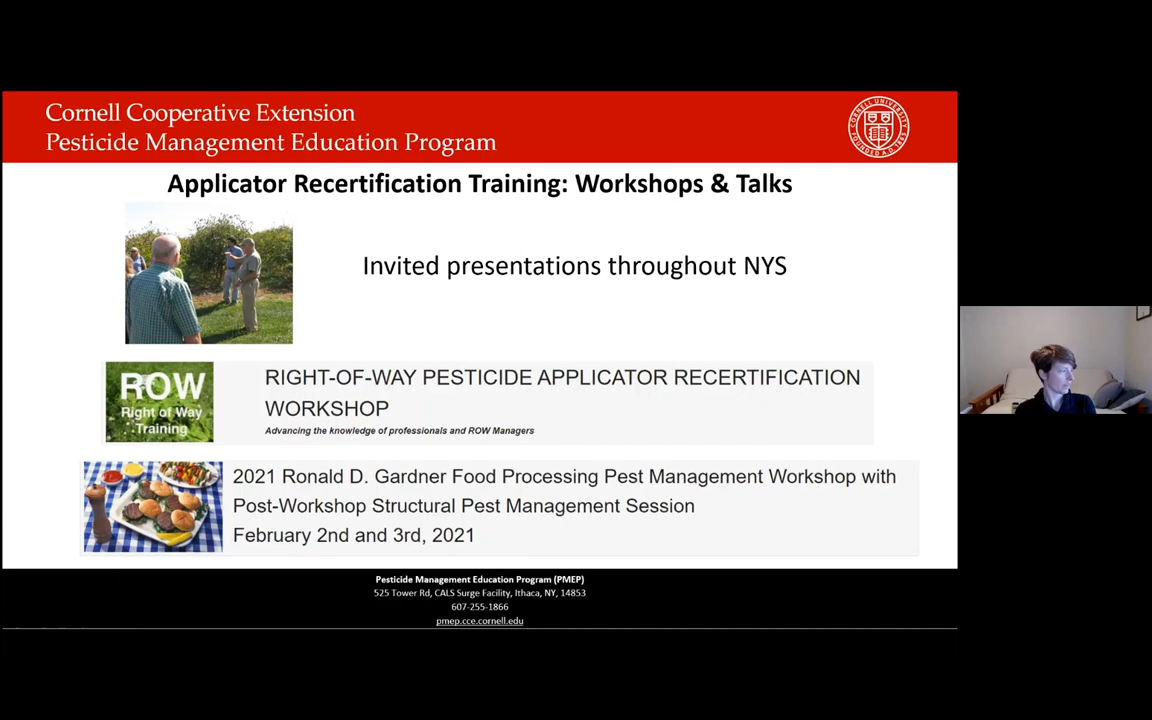 Cornell Cooperative Extension
Pesticide Management Education Program
Applicator Recertification Training: Workshops & Talks
Invited presentations throughout NYS
ROW
Right of Way
Training
RIGHT-OF-WAY PESTICIDE APPLICATOR RECERTIFICATION
WORKSHOP
Advancing the knowledge of professionals and ROW Managers
2021 Ronald D. Gardner Food Processing Pest Management Workshop with
Post-Workshop Structural Pest Management Session
February 2nd and 3rd, 2021
Pesticide Management Education Program (PMEP)
525 Tower Rd, CALS Surge Facility, Ithaca, NY, 14853
607-255-1866
pmep.cce.cornell.edu